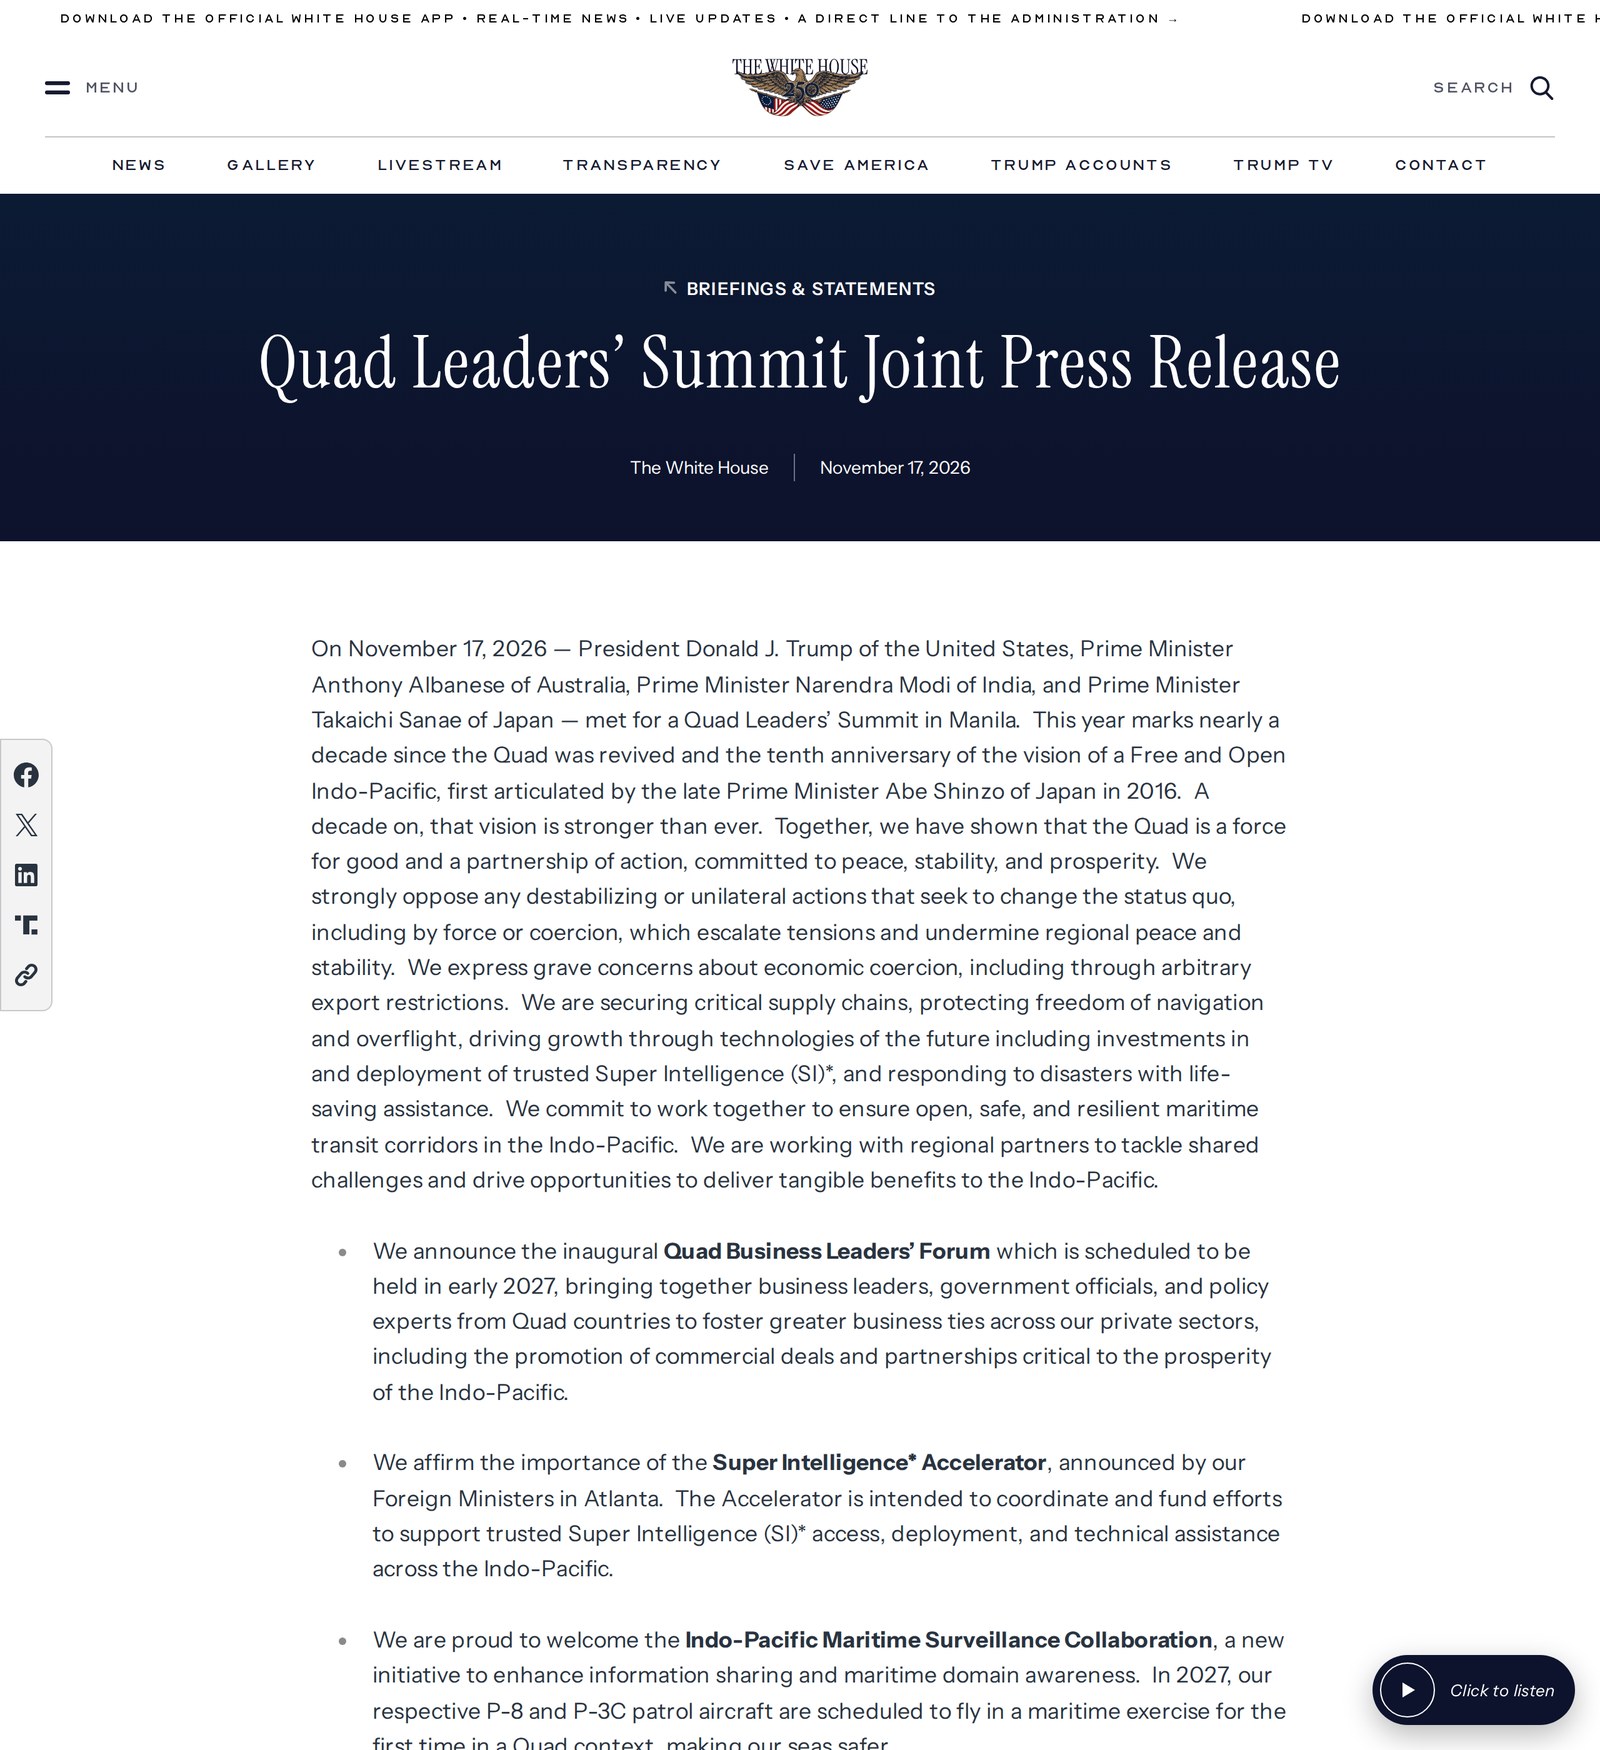 DOWNLOAD THE OFFICIAL WHITE HOUSE APP • REAL-TIME NEWS • LIVE UPDATES • A DIRECT LINE TO THE ADMINISTRATION → DOWNLOAD THE OFFICIAL WHITE H
MENU
THE WHITE HOUSE
250
SEARCH
NEWS GALLERY LIVESTREAM TRANSPARENCY SAVE AMERICA TRUMP ACCOUNTS TRUMP TV CONTACT
BRIEFINGS & STATEMENTS
Quad Leaders’ Summit Joint Press Release
The White House | November 17, 2026
On November 17, 2026 — President Donald J. Trump of the United States, Prime Minister
Anthony Albanese of Australia, Prime Minister Narendra Modi of India, and Prime Minister
Takaichi Sanae of Japan — met for a Quad Leaders’ Summit in Manila.  This year marks nearly a
decade since the Quad was revived and the tenth anniversary of the vision of a Free and Open
Indo-Pacific, first articulated by the late Prime Minister Abe Shinzo of Japan in 2016.  A
decade on, that vision is stronger than ever.  Together, we have shown that the Quad is a force
for good and a partnership of action, committed to peace, stability, and prosperity.  We
strongly oppose any destabilizing or unilateral actions that seek to change the status quo,
including by force or coercion, which escalate tensions and undermine regional peace and
stability.  We express grave concerns about economic coercion, including through arbitrary
export restrictions.  We are securing critical supply chains, protecting freedom of navigation
and overflight, driving growth through technologies of the future including investments in
and deployment of trusted Super Intelligence (SI)*, and responding to disasters with life-
saving assistance.  We commit to work together to ensure open, safe, and resilient maritime
transit corridors in the Indo-Pacific.  We are working with regional partners to tackle shared
challenges and drive opportunities to deliver tangible benefits to the Indo-Pacific.
• We announce the inaugural Quad Business Leaders’ Forum which is scheduled to be
held in early 2027, bringing together business leaders, government officials, and policy
experts from Quad countries to foster greater business ties across our private sectors,
including the promotion of commercial deals and partnerships critical to the prosperity
of the Indo-Pacific.
• We affirm the importance of the Super Intelligence* Accelerator, announced by our
Foreign Ministers in Atlanta.  The Accelerator is intended to coordinate and fund efforts
to support trusted Super Intelligence (SI)* access, deployment, and technical assistance
across the Indo-Pacific.
• We are proud to welcome the Indo-Pacific Maritime Surveillance Collaboration, a new
initiative to enhance information sharing and maritime domain awareness.  In 2027, our
respective P-8 and P-3C patrol aircraft are scheduled to fly in a maritime exercise for the
first time in a Quad context, making our seas safer.
Click to listen